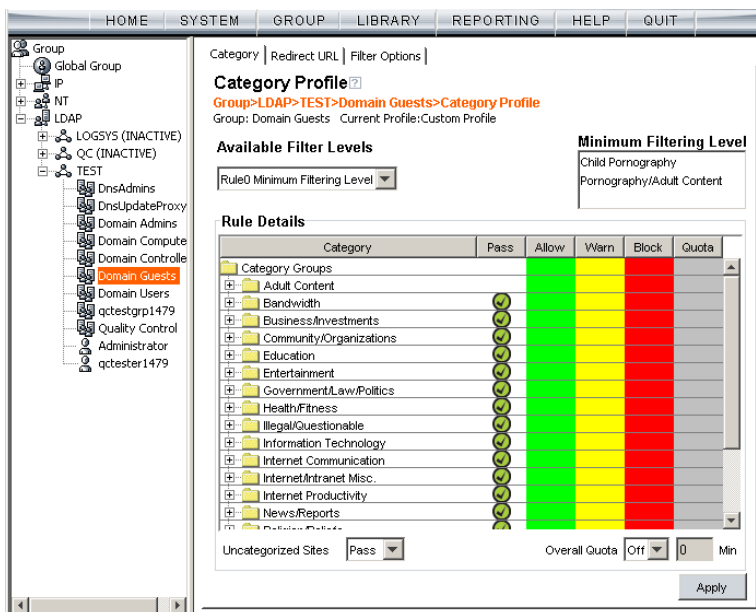 HOME SYSTEM GROUP LIBRARY REPORTING HELP QUIT
Group
Global Group
IP
NT
LDAP
LOGSYS (INACTIVE)
QC (INACTIVE)
TEST
DnsAdmins
DnsUpdateProxy
Domain Admins
Domain Compute
Domain Controlle
Domain Guests
Domain Users
qctestgrp1479
Quality Control
Administrator
qctester1479
Category Redirect URL Filter Options
Category Profile ?
Group>LDAP>TEST>Domain Guests>Category Profile
Group: Domain Guests Current Profile:Custom Profile
Available Filter Levels
Rule0 Minimum Filtering Level
Minimum Filtering Level
Child Pornography
Pornography/Adult Content
Rule Details
Category Pass Allow Warn Block Quota
Category Groups
Adult Content
Bandwidth
Business/Investments
Community/Organizations
Education
Entertainment
Government/Law/Politics
Health/Fitness
Illegal/Questionable
Information Technology
Internet Communication
Internet/Intranet Misc.
Internet Productivity
News/Reports
Religion/Beliefs
Uncategorized Sites Pass Overall Quota Off 0 Min
Apply